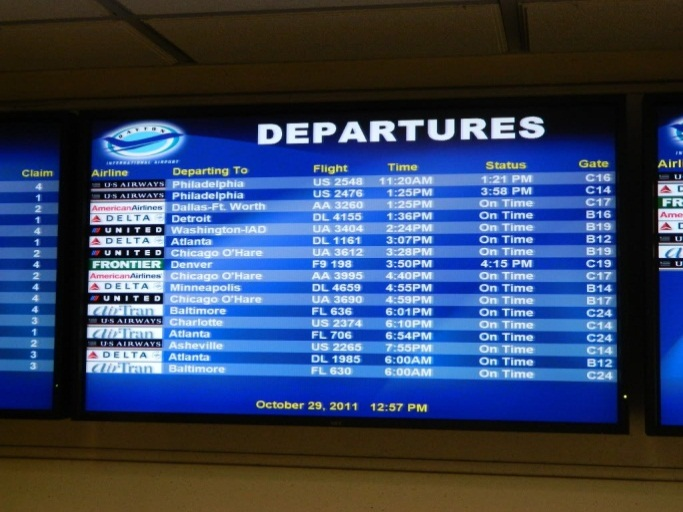 DAYTON
INTERNATIONAL AIRPORT
DEPARTURES
Airline Departing To Flight Time Status Gate
US AIRWAYS Philadelphia US 2548 11:20AM 1:21 PM C16
US AIRWAYS Philadelphia US 2476 1:25PM 3:58 PM C14
AmericanAirlines Dallas-Ft. Worth AA 3260 1:25PM On Time C17
DELTA Detroit DL 4155 1:36PM On Time B16
UNITED Washington-IAD UA 3404 2:24PM On Time B19
DELTA Atlanta DL 1161 3:07PM On Time B12
UNITED Chicago O'Hare UA 3612 3:28PM On Time B19
FRONTIER Denver F9 198 3:50PM 4:15 PM C19
AmericanAirlines Chicago O'Hare AA 3995 4:40PM On Time C17
DELTA Minneapolis DL 4659 4:55PM On Time B14
UNITED Chicago O'Hare UA 3690 4:59PM On Time B17
airTran Baltimore FL 636 6:01PM On Time C24
US AIRWAYS Charlotte US 2374 6:10PM On Time C14
airTran Atlanta FL 706 6:54PM On Time C24
US AIRWAYS Asheville US 2265 7:55PM On Time C14
DELTA Atlanta DL 1985 6:00AM On Time B12
airTran Baltimore FL 630 6:00AM On Time C24
October 29, 2011 12:57 PM
Claim
4
1
2
1
4
1
2
4
2
4
4
4
3
1
2
3
3